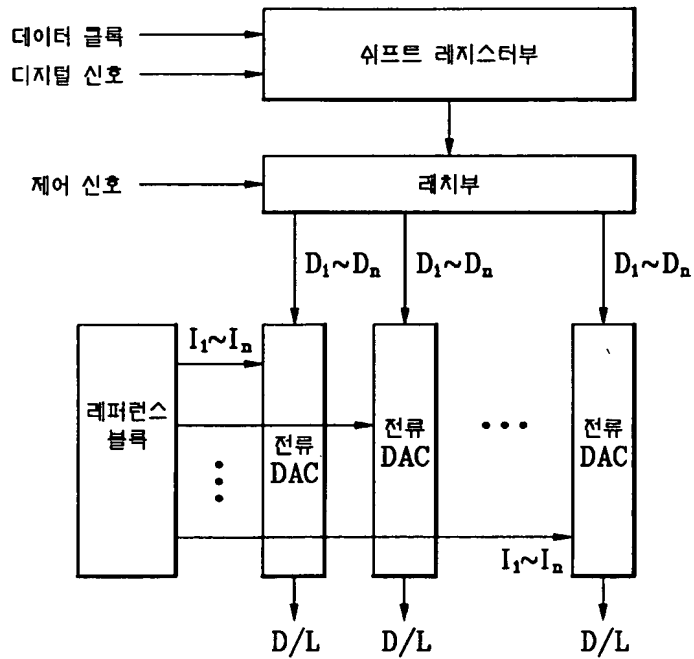 데이터 클록
디지털 신호
쉬프트 레지스터부
제어 신호
래치부
D₁~Dₙ
D₁~Dₙ
D₁~Dₙ
I₁~Iₙ
레퍼런스
블록
전류
DAC
전류
DAC
전류
DAC
I₁~Iₙ
D/L
D/L
D/L